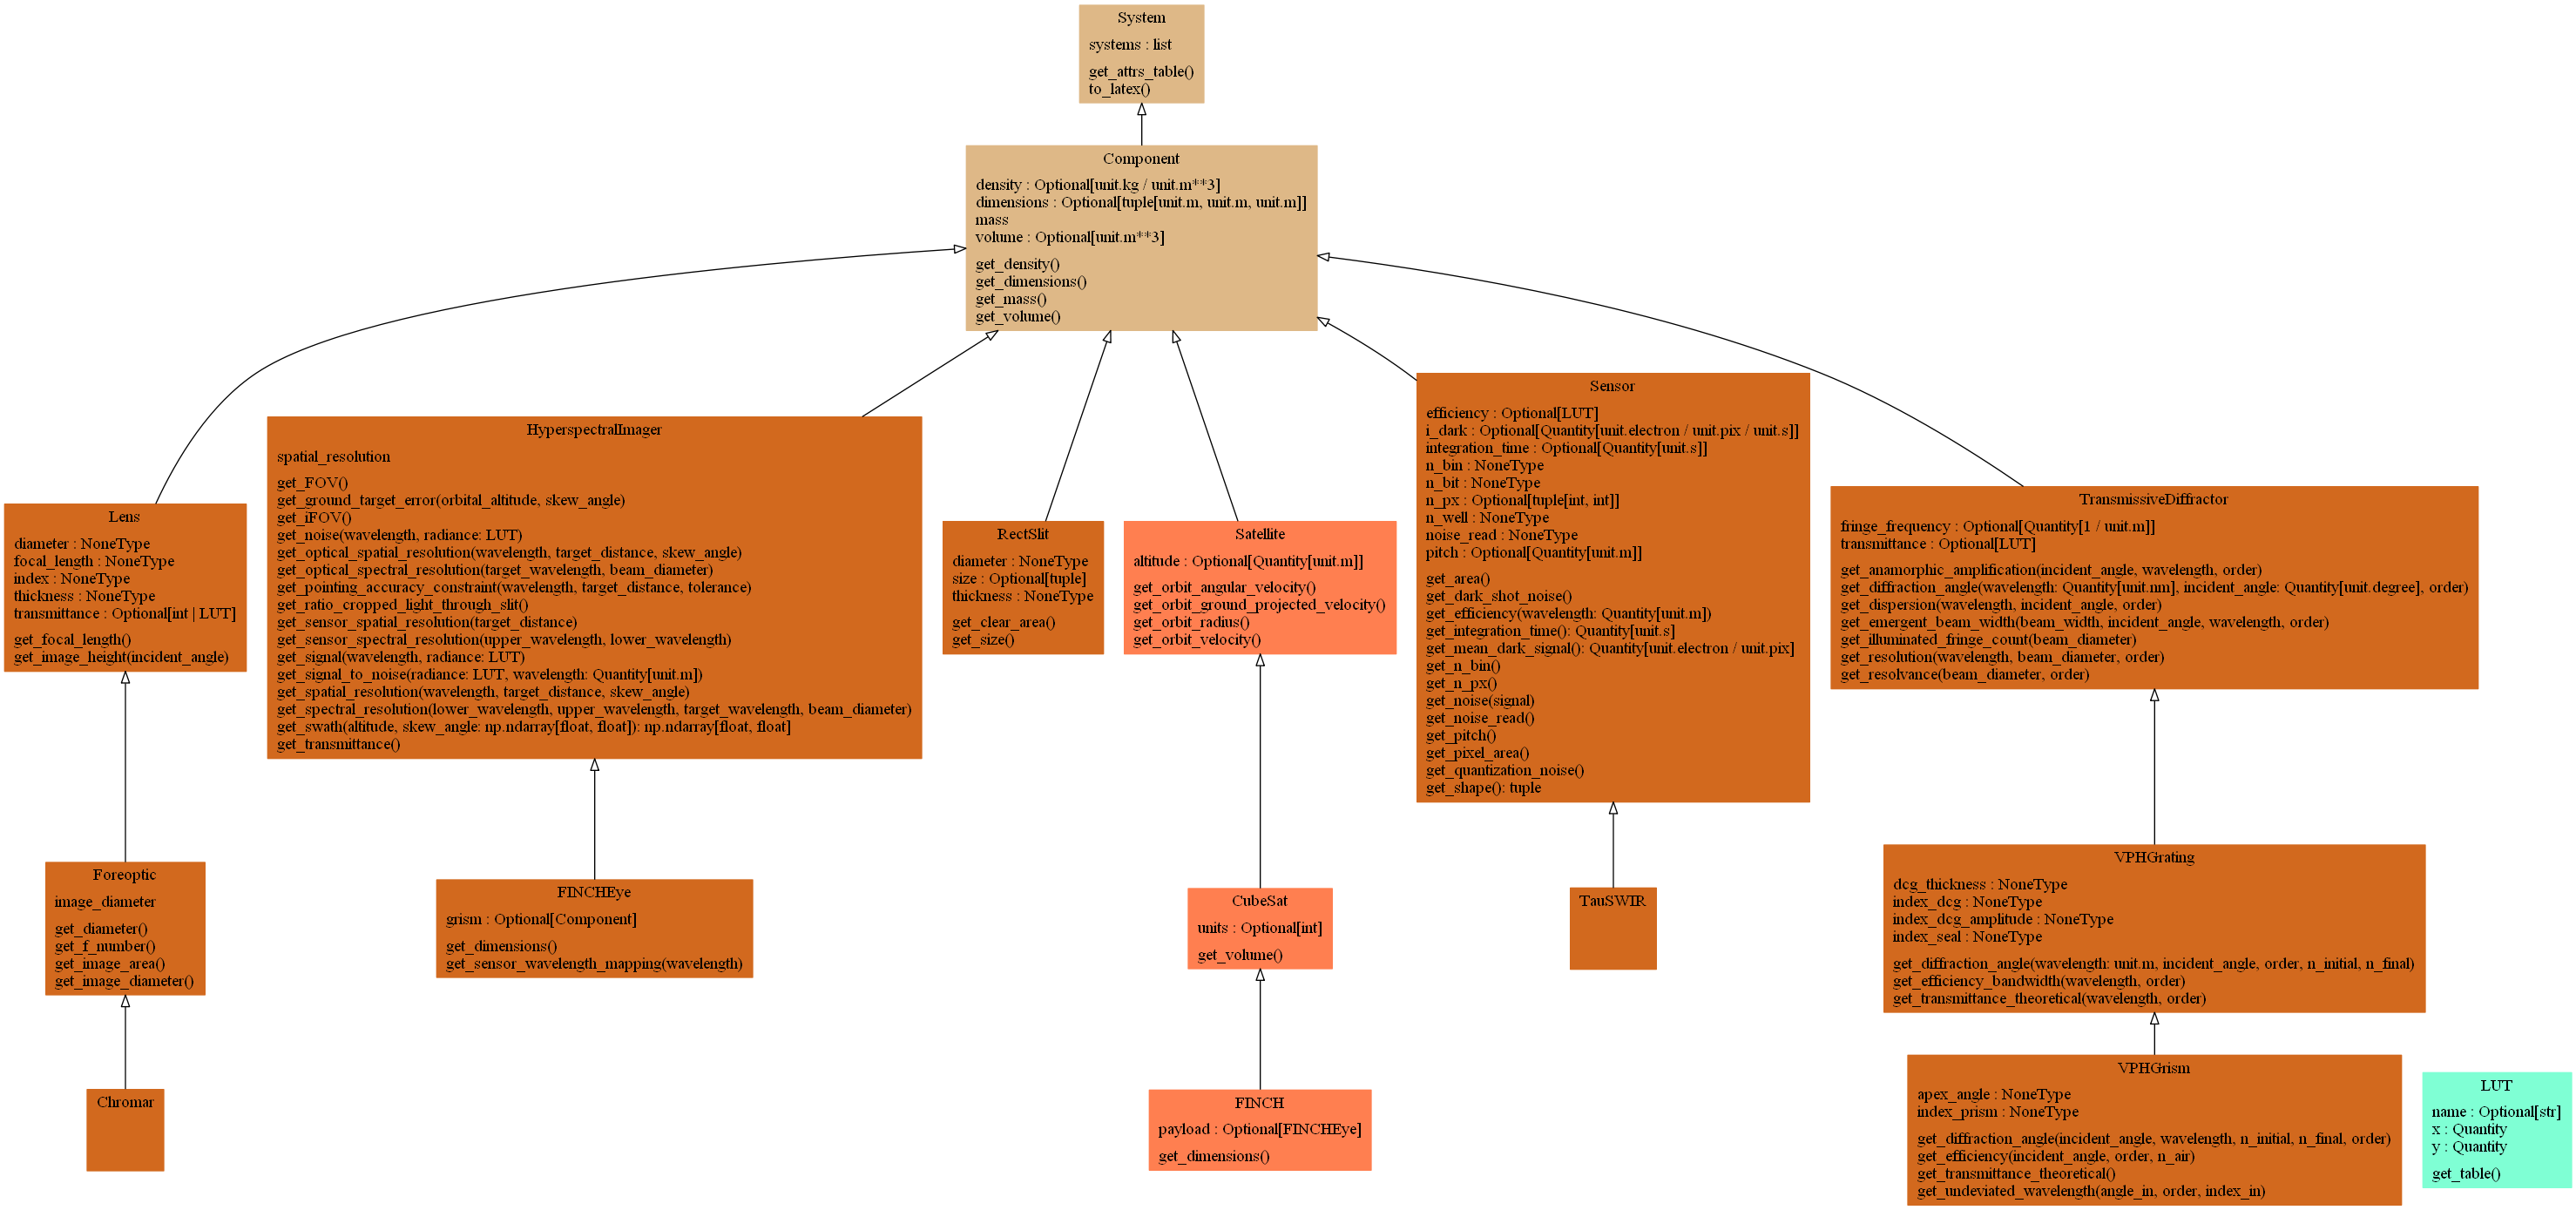 System
systems : list
get_attrs_table()
to_latex()
Component
density : Optional[unit.kg / unit.m**3]
dimensions : Optional[tuple[unit.m, unit.m, unit.m]]
mass
volume : Optional[unit.m**3]
get_density()
get_dimensions()
get_mass()
get_volume()
Lens
diameter : NoneType
focal_length : NoneType
index : NoneType
thickness : NoneType
transmittance : Optional[int | LUT]
get_focal_length()
get_image_height(incident_angle)
HyperspectralImager
spatial_resolution
get_FOV()
get_ground_target_error(orbital_altitude, skew_angle)
get_iFOV()
get_noise(wavelength, radiance: LUT)
get_optical_spatial_resolution(wavelength, target_distance, skew_angle)
get_optical_spectral_resolution(target_wavelength, beam_diameter)
get_pointing_accuracy_constraint(wavelength, target_distance, tolerance)
get_ratio_cropped_light_through_slit()
get_sensor_spatial_resolution(target_distance)
get_sensor_spectral_resolution(upper_wavelength, lower_wavelength)
get_signal(wavelength, radiance: LUT)
get_signal_to_noise(radiance: LUT, wavelength: Quantity[unit.m])
get_spatial_resolution(wavelength, target_distance, skew_angle)
get_spectral_resolution(lower_wavelength, upper_wavelength, target_wavelength, beam_diameter)
get_swath(altitude, skew_angle: np.ndarray[float, float]): np.ndarray[float, float]
get_transmittance()
RectSlit
diameter : NoneType
size : Optional[tuple]
thickness : NoneType
get_clear_area()
get_size()
Satellite
altitude : Optional[Quantity[unit.m]]
get_orbit_angular_velocity()
get_orbit_ground_projected_velocity()
get_orbit_radius()
get_orbit_velocity()
Sensor
efficiency : Optional[LUT]
i_dark : Optional[Quantity[unit.electron / unit.pix / unit.s]]
integration_time : Optional[Quantity[unit.s]]
n_bin : NoneType
n_bit : NoneType
n_px : Optional[tuple[int, int]]
n_well : NoneType
noise_read : NoneType
pitch : Optional[Quantity[unit.m]]
get_area()
get_dark_shot_noise()
get_efficiency(wavelength: Quantity[unit.m])
get_integration_time(): Quantity[unit.s]
get_mean_dark_signal(): Quantity[unit.electron / unit.pix]
get_n_bin()
get_n_px()
get_noise(signal)
get_noise_read()
get_pitch()
get_pixel_area()
get_quantization_noise()
get_shape(): tuple
TransmissiveDiffractor
fringe_frequency : Optional[Quantity[1 / unit.m]]
transmittance : Optional[LUT]
get_anamorphic_amplification(incident_angle, wavelength, order)
get_diffraction_angle(wavelength: Quantity[unit.nm], incident_angle: Quantity[unit.degree], order)
get_dispersion(wavelength, incident_angle, order)
get_emergent_beam_width(beam_width, incident_angle, wavelength, order)
get_illuminated_fringe_count(beam_diameter)
get_resolution(wavelength, beam_diameter, order)
get_resolvance(beam_diameter, order)
Foreoptic
image_diameter
get_diameter()
get_f_number()
get_image_area()
get_image_diameter()
FINCHEye
grism : Optional[Component]
get_dimensions()
get_sensor_wavelength_mapping(wavelength)
CubeSat
units : Optional[int]
get_volume()
TauSWIR
VPHGrating
dcg_thickness : NoneType
index_dcg : NoneType
index_dcg_amplitude : NoneType
index_seal : NoneType
get_diffraction_angle(wavelength: unit.m, incident_angle, order, n_initial, n_final)
get_efficiency_bandwidth(wavelength, order)
get_transmittance_theoretical(wavelength, order)
Chromar
FINCH
payload : Optional[FINCHEye]
get_dimensions()
VPHGrism
apex_angle : NoneType
index_prism : NoneType
get_diffraction_angle(incident_angle, wavelength, n_initial, n_final, order)
get_efficiency(incident_angle, order, n_air)
get_transmittance_theoretical()
get_undeviated_wavelength(angle_in, order, index_in)
LUT
name : Optional[str]
x : Quantity
y : Quantity
get_table()